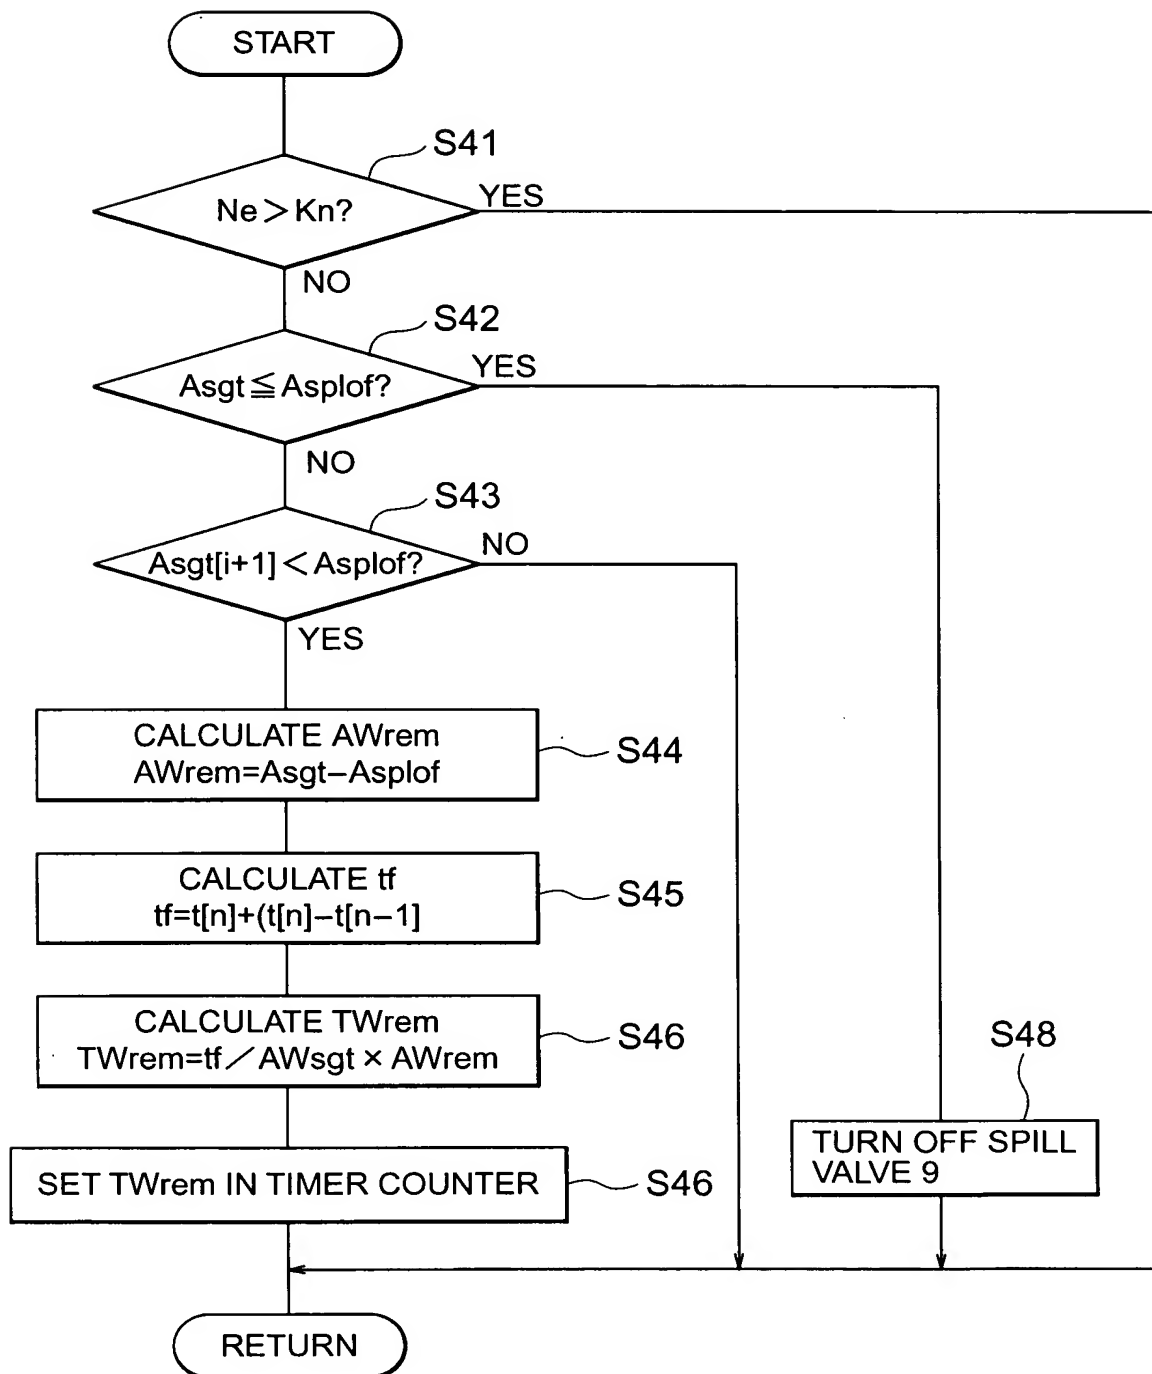 START
S41
Ne＞Kn?
YES
NO
S42
Asgt≦Asplof?
YES
NO
S43
Asgt[i+1]＜Asplof?
NO
YES
CALCULATE AWrem
AWrem=Asgt−Asplof
S44
CALCULATE tf
tf=t[n]+(t[n]−t[n−1]
S45
CALCULATE TWrem
TWrem=tf／AWsgt × AWrem
S46
S48
TURN OFF SPILL
VALVE 9
SET TWrem IN TIMER COUNTER
S46
RETURN